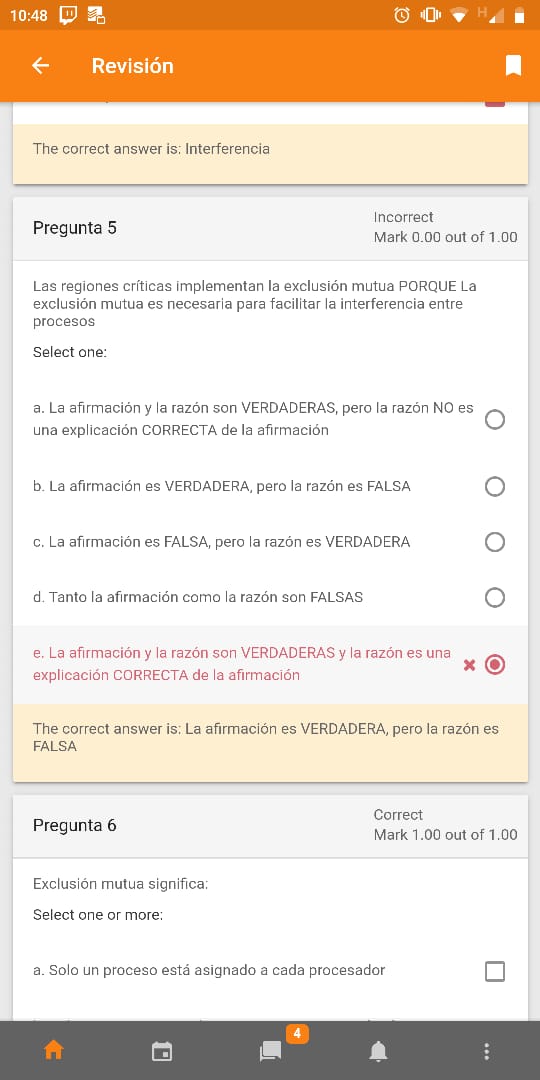 10:48
H
Revisión
The correct answer is: Interferencia
Pregunta 5
Incorrect
Mark 0.00 out of 1.00
Las regiones críticas implementan la exclusión mutua PORQUE La
exclusión mutua es necesaria para facilitar la interferencia entre
procesos
Select one:
a. La afirmación y la razón son VERDADERAS, pero la razón NO es
una explicación CORRECTA de la afirmación
b. La afirmación es VERDADERA, pero la razón es FALSA
c. La afirmación es FALSA, pero la razón es VERDADERA
d. Tanto la afirmación como la razón son FALSAS
e. La afirmación y la razón son VERDADERAS y la razón es una
explicación CORRECTA de la afirmación
The correct answer is: La afirmación es VERDADERA, pero la razón es
FALSA
Pregunta 6
Correct
Mark 1.00 out of 1.00
Exclusión mutua significa:
Select one or more:
a. Solo un proceso está asignado a cada procesador
4